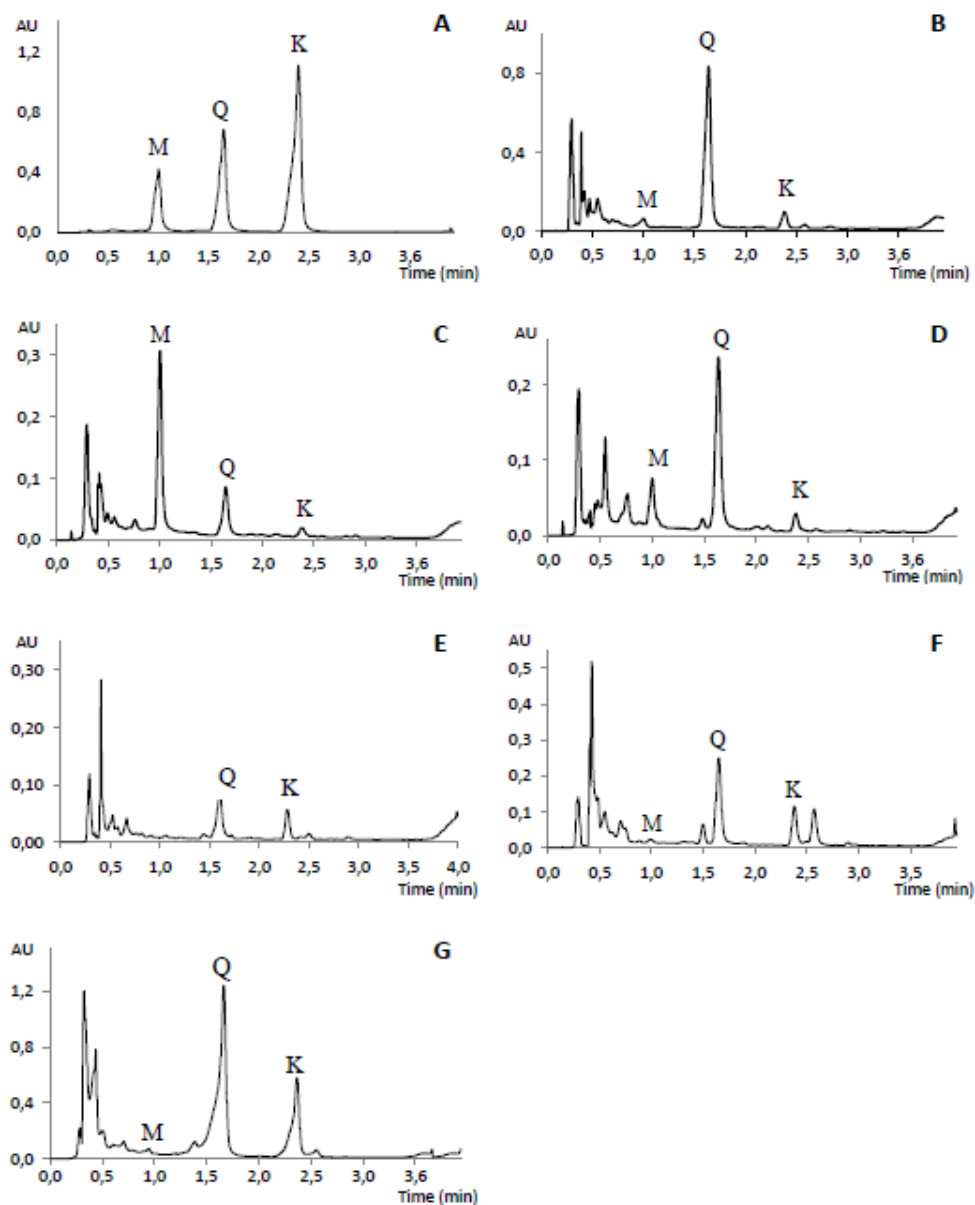 AU
A
1,2
0,8
0,4
0,0
M
Q
K
0,0 0,5 1,0 1,5 2,0 2,5 3,0 3,6
Time (min)
AU
B
0,8
0,4
0,0
M
Q
K
0,0 0,5 1,0 1,5 2,0 2,5 3,0 3,6
Time (min)
AU
C
0,3
0,2
0,1
0,0
M
Q
K
0,0 0,5 1,0 1,5 2,0 2,5 3,0 3,6
Time (min)
AU
D
0,2
0,1
0,0
M
Q
K
0,0 0,5 1,0 1,5 2,0 2,5 3,0 3,6
Time (min)
AU
E
0,30
0,20
0,10
0,00
Q
K
0,0 0,5 1,0 1,5 2,0 2,5 3,0 3,5 4,0
Time (min)
AU
F
0,5
0,4
0,3
0,2
0,1
0,0
M
Q
K
0,0 0,5 1,0 1,5 2,0 2,5 3,0 3,5
Time (min)
AU
G
1,2
0,8
0,4
0,0
M
Q
K
0,0 0,5 1,0 1,5 2,0 2,5 3,0 3,6
Time (min)